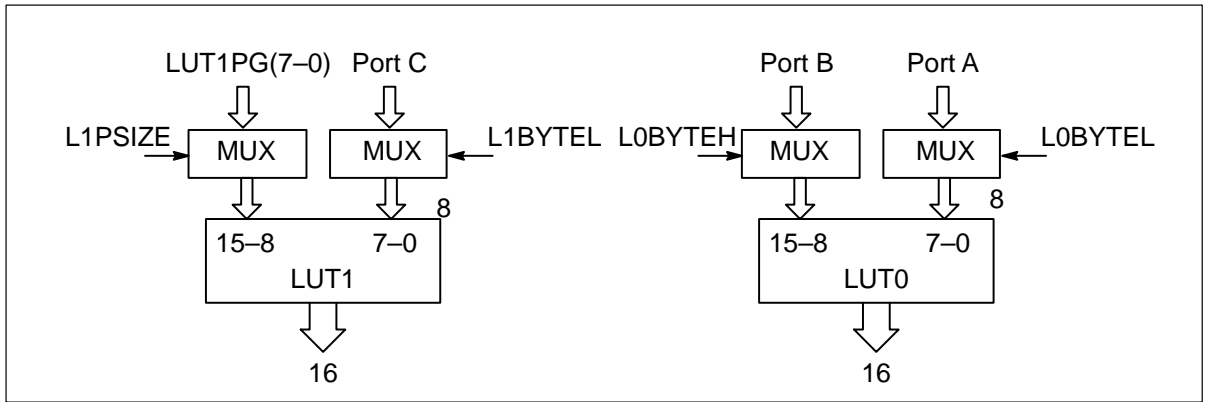 LUT1PG(7–0) Port C Port B Port A
L1PSIZE MUX MUX L1BYTEL L0BYTEH MUX MUX L0BYTEL
8 8
15–8 7–0 15–8 7–0
LUT1 LUT0
16 16